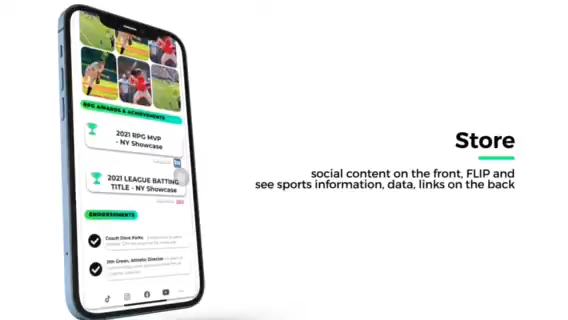 RPG AWARDS & ACHIEVEMENTS
2021 RPG MVP
- NY Showcase
2021 LEAGUE BATTING
TITLE - NY Showcase
ENDORSEMENTS
Coach Dave Parks
Jim Green, Athletic Director
Store
social content on the front, FLIP and
see sports information, data, links on the back